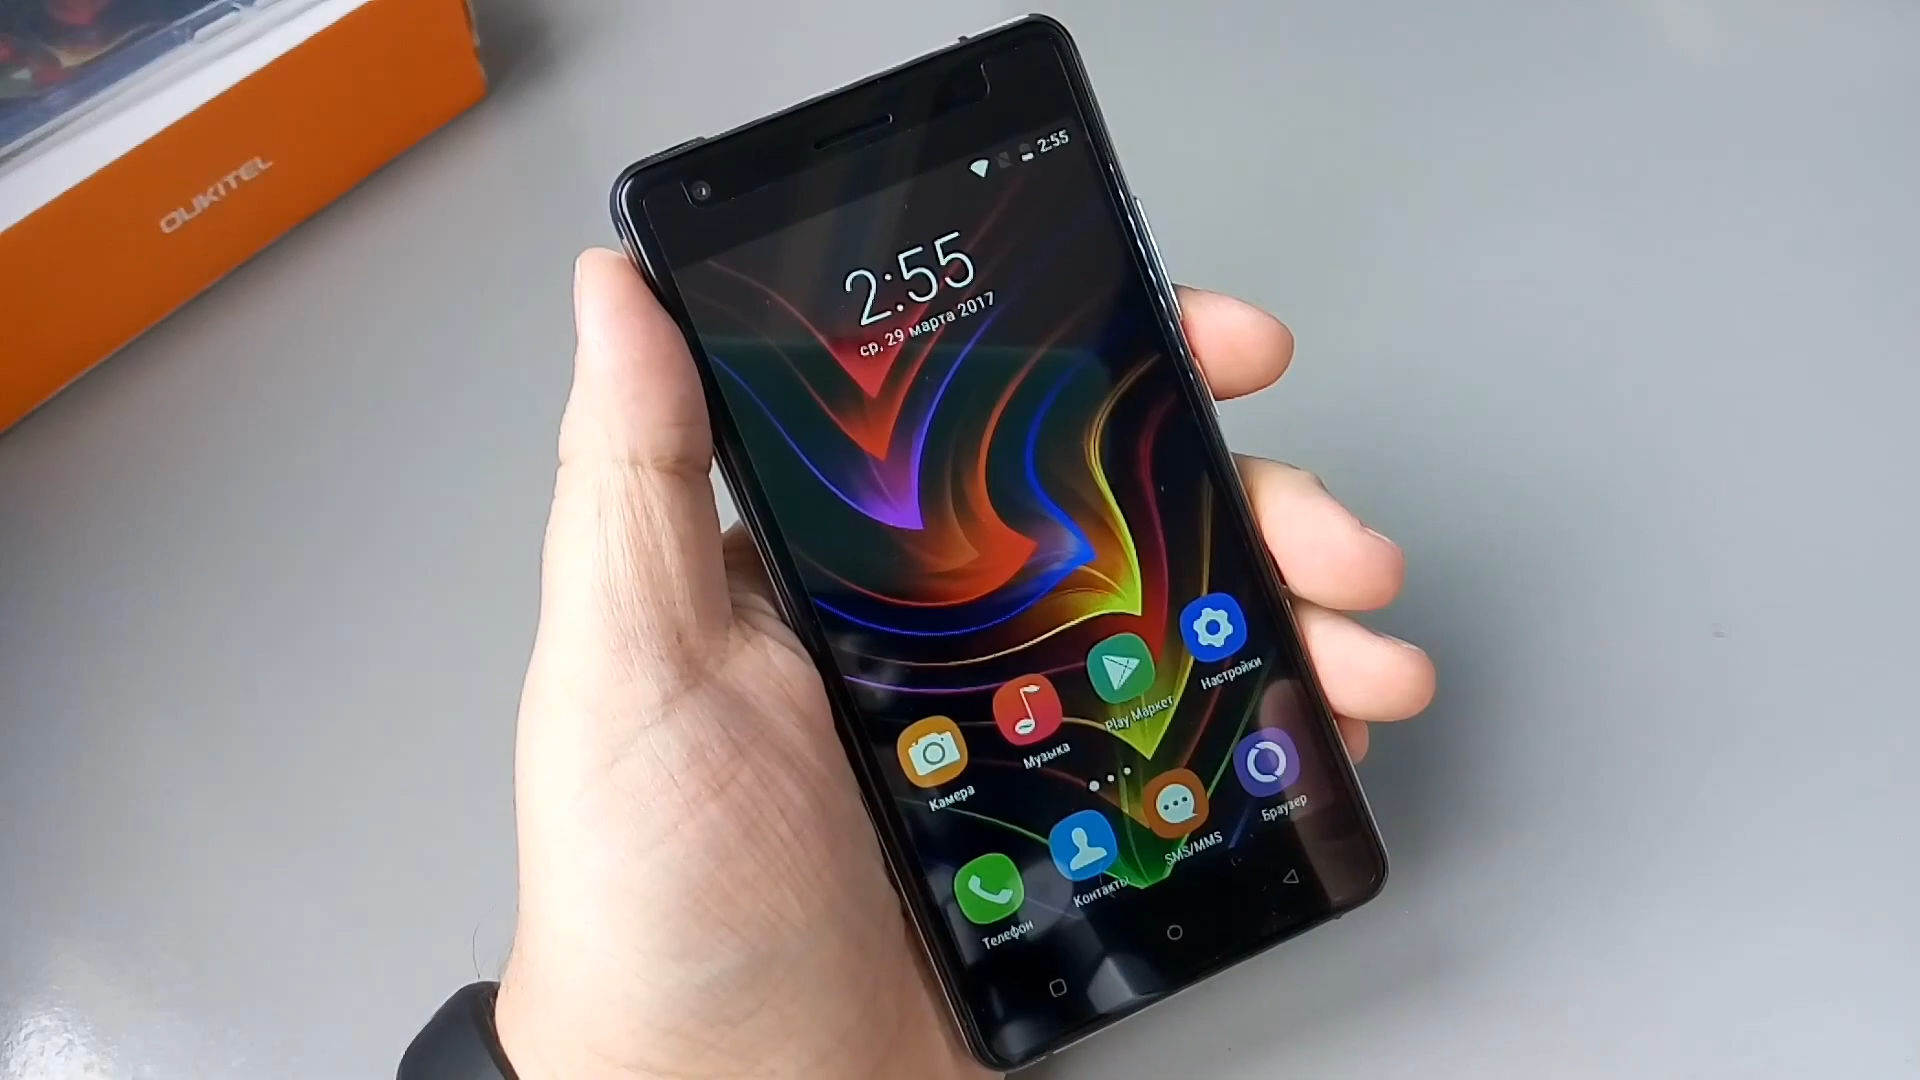 OUKITEL
2:55
2:55
ср, 29 марта 2017
Камера
Музыка
Play Маркет
Настройки
Телефон
Контакты
SMS/MMS
Браузер